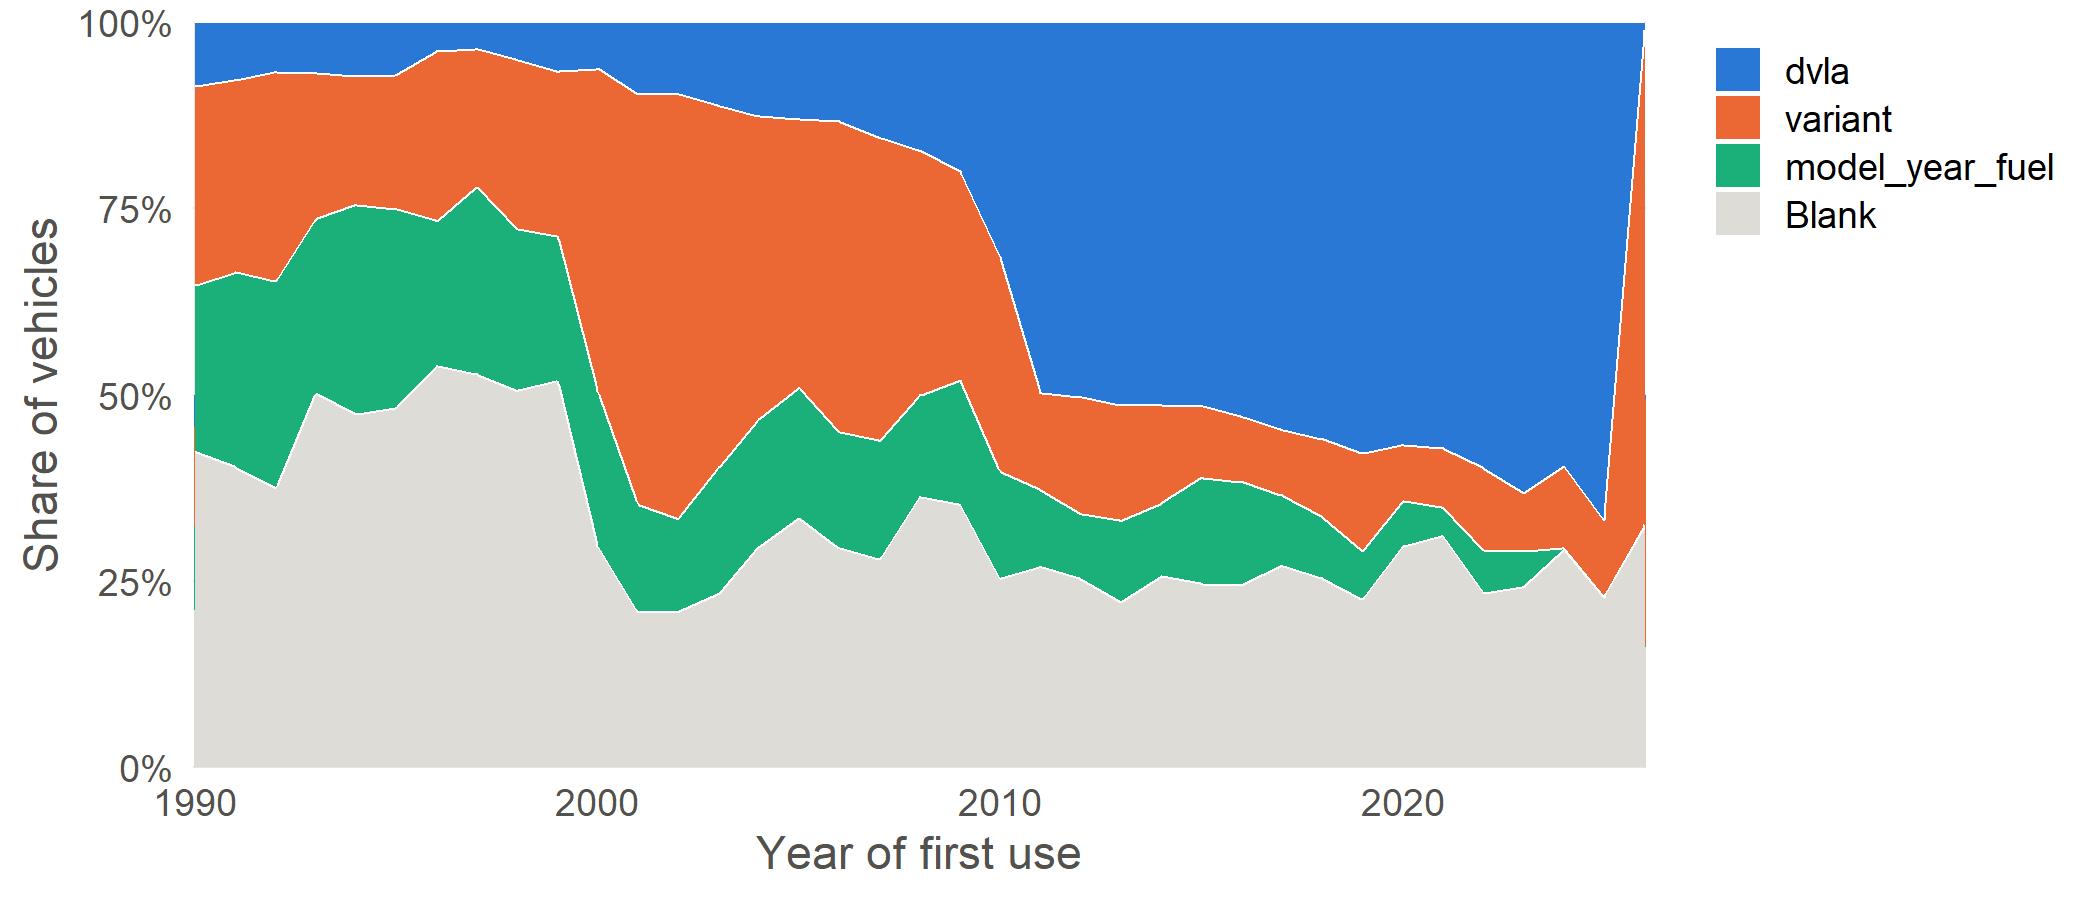 100%
75%
50%
25%
0%
Share of vehicles
1990
2000
2010
2020
Year of first use
dvla
variant
model_year_fuel
Blank